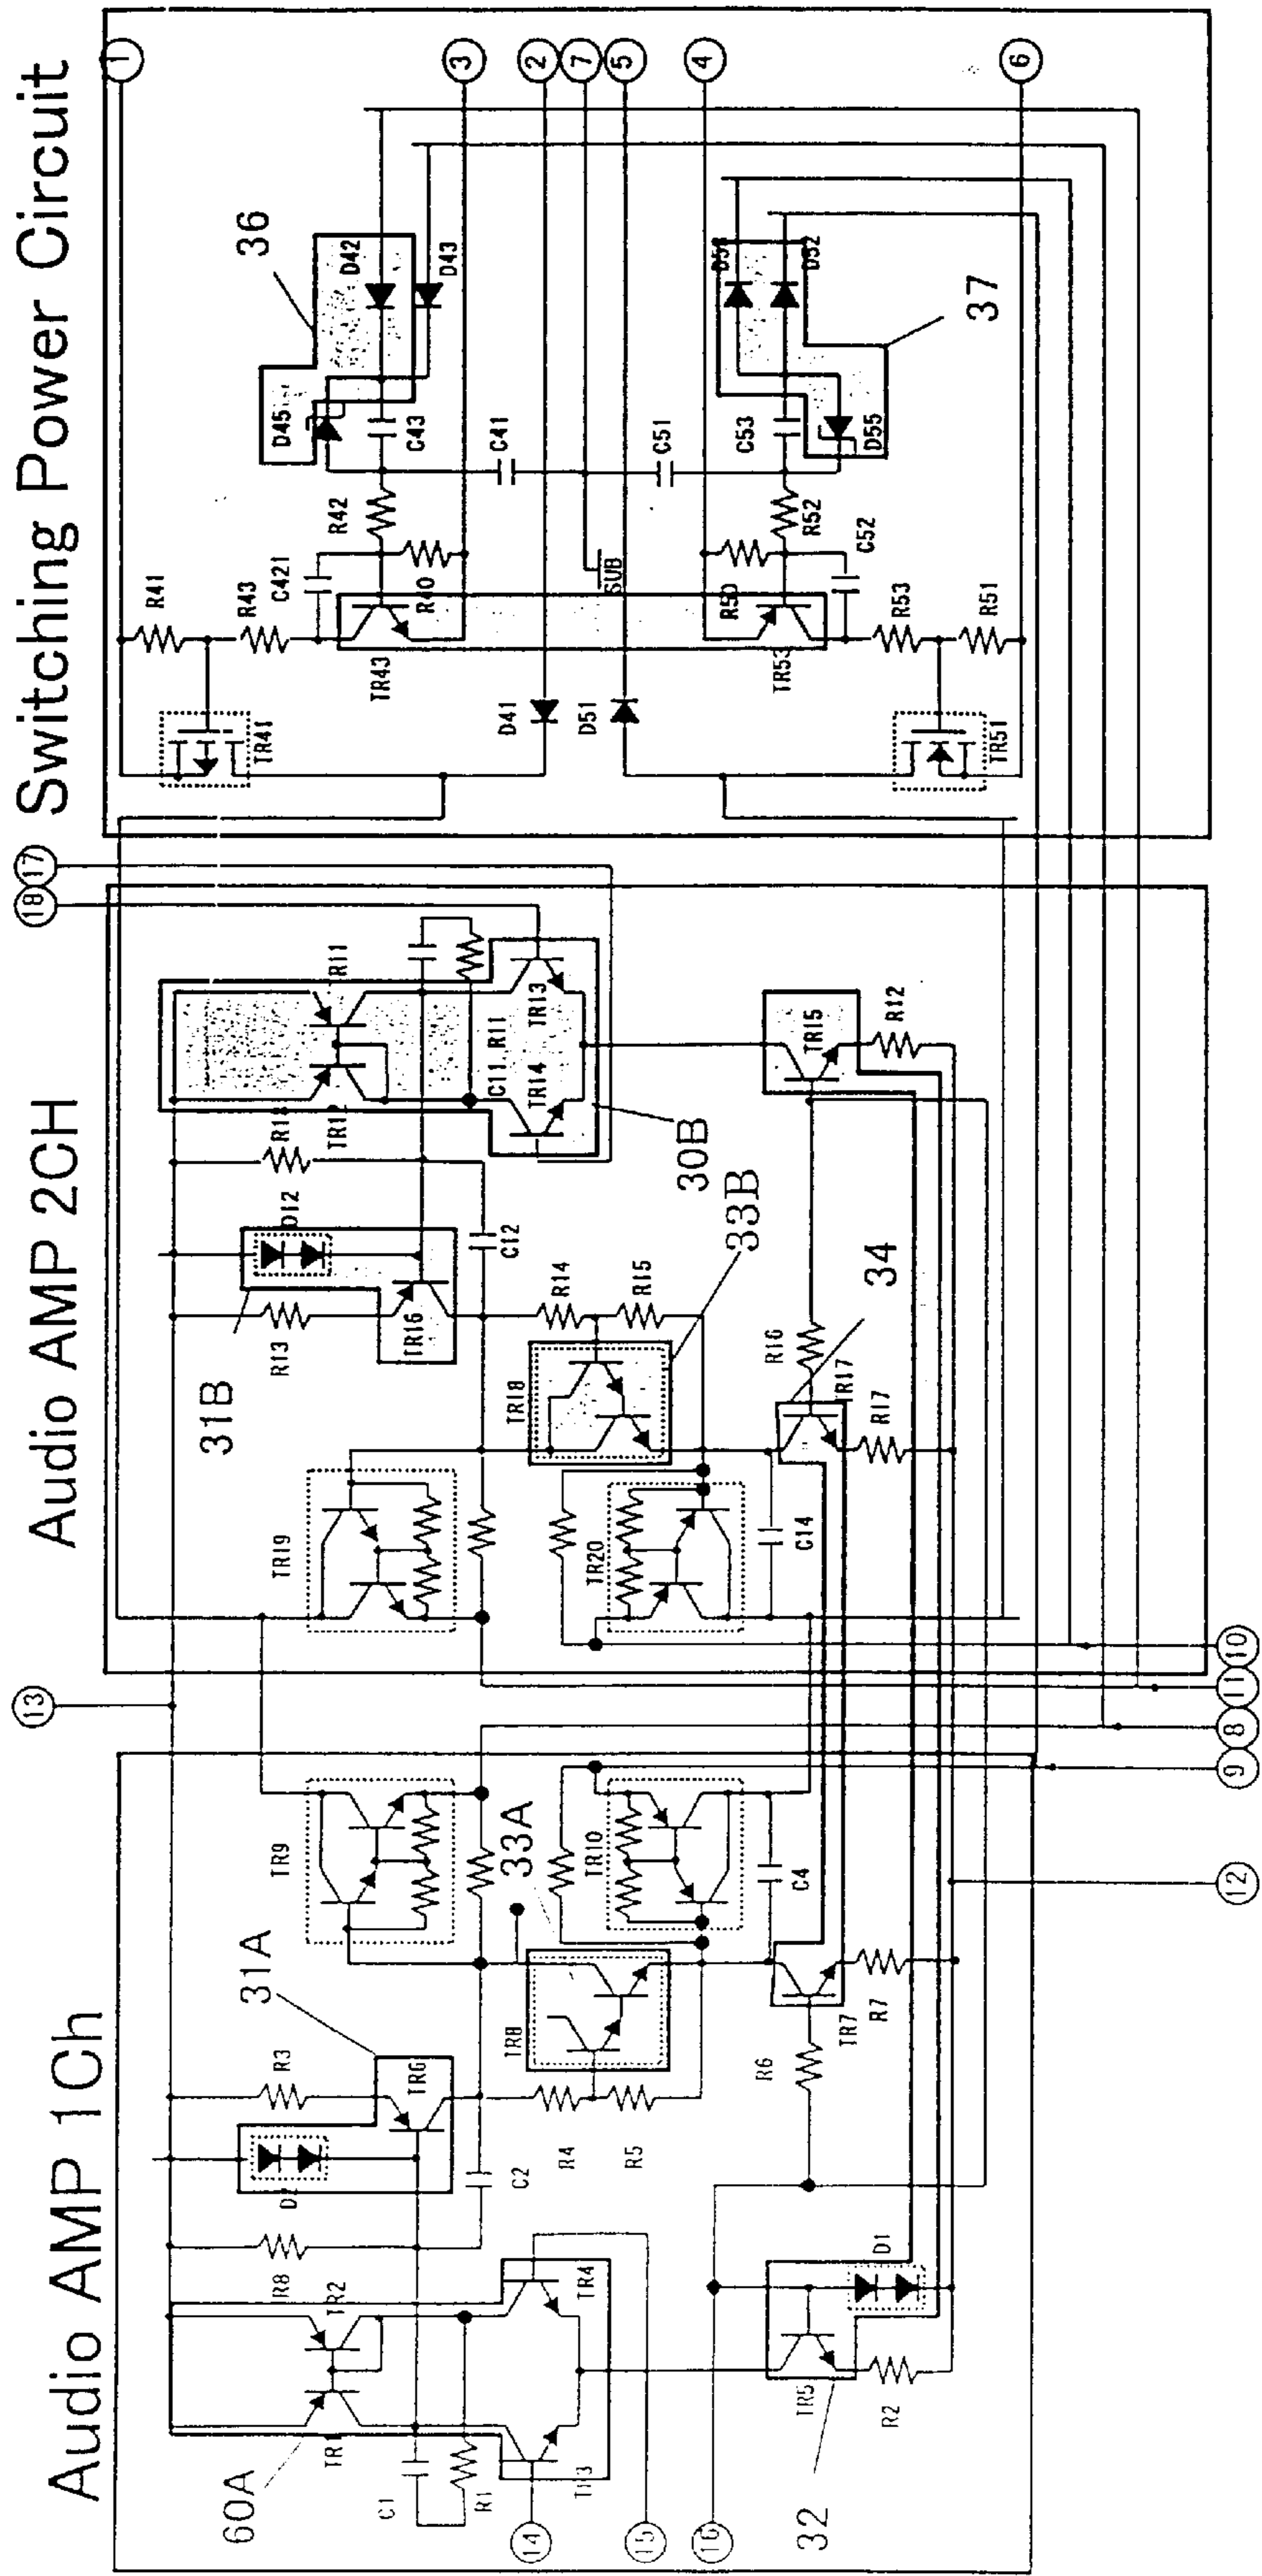 Audio AMP 1Ch
Audio AMP 2CH
Switching Power Circuit
13
18
17
1
3
2
7
5
4
6
60A
TR2
R8
C1
R1
TR4
14
15
16
32
TR5
R2
D1
R3
31A
TR6
C2
R4
R5
R6
TR7
R7
TR8
33A
TR9
TR10
C4
12
9
8
11
10
TR19
TR20
C14
31B
R13
D12
TR16
C12
R14
R15
TR18
33B
R16
34
TR17
R17
R11
C11
R11
TR14
TR13
30B
TR15
R12
R41
R43
C421
R42
R40
TR41
TR43
D41
D51
SUB
R50
TR53
R52
C52
R53
R51
TR51
D45
C43
C41
C51
C53
D55
36
D42
D43
D52
37